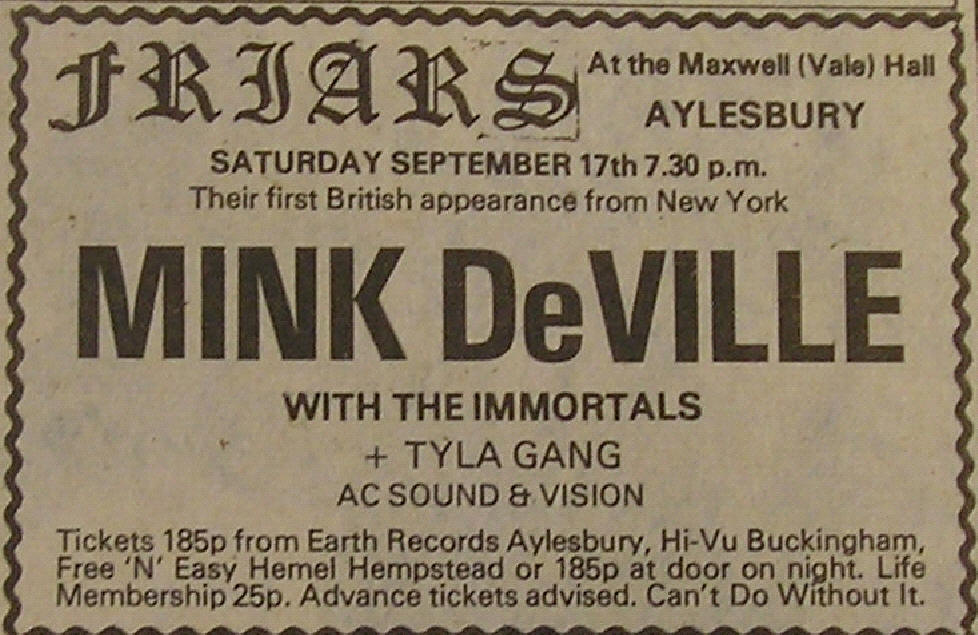 FRIARS
At the Maxwell (Vale) Hall
AYLESBURY
SATURDAY SEPTEMBER 17th 7.30 p.m.
Their first British appearance from New York
MINK DeVILLE
WITH THE IMMORTALS
+ TYLA GANG
AC SOUND & VISION
Tickets 185p from Earth Records Aylesbury, Hi-Vu Buckingham,
Free 'N' Easy Hemel Hempstead or 185p at door on night. Life
Membership 25p. Advance tickets advised. Can't Do Without It.